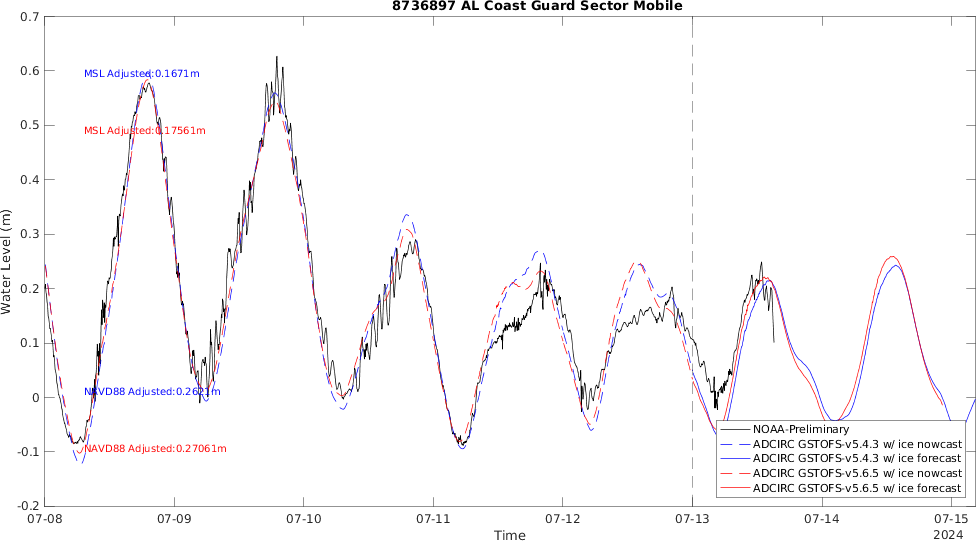 8736897 AL Coast Guard Sector Mobile
0.7
0.6
0.5
0.4
0.3
0.2
0.1
0
-0.1
-0.2
Water Level (m)
MSL Adjusted:0.1671m
MSL Adjusted:0.17561m
NAVD88 Adjusted:0.2621m
NAVD88 Adjusted:0.27061m
NOAA-Preliminary
ADCIRC GSTOFS-v5.4.3 w/ ice nowcast
ADCIRC GSTOFS-v5.4.3 w/ ice forecast
ADCIRC GSTOFS-v5.6.5 w/ ice nowcast
ADCIRC GSTOFS-v5.6.5 w/ ice forecast
07-08 07-09 07-10 07-11 07-12 07-13 07-14 07-15
Time
2024